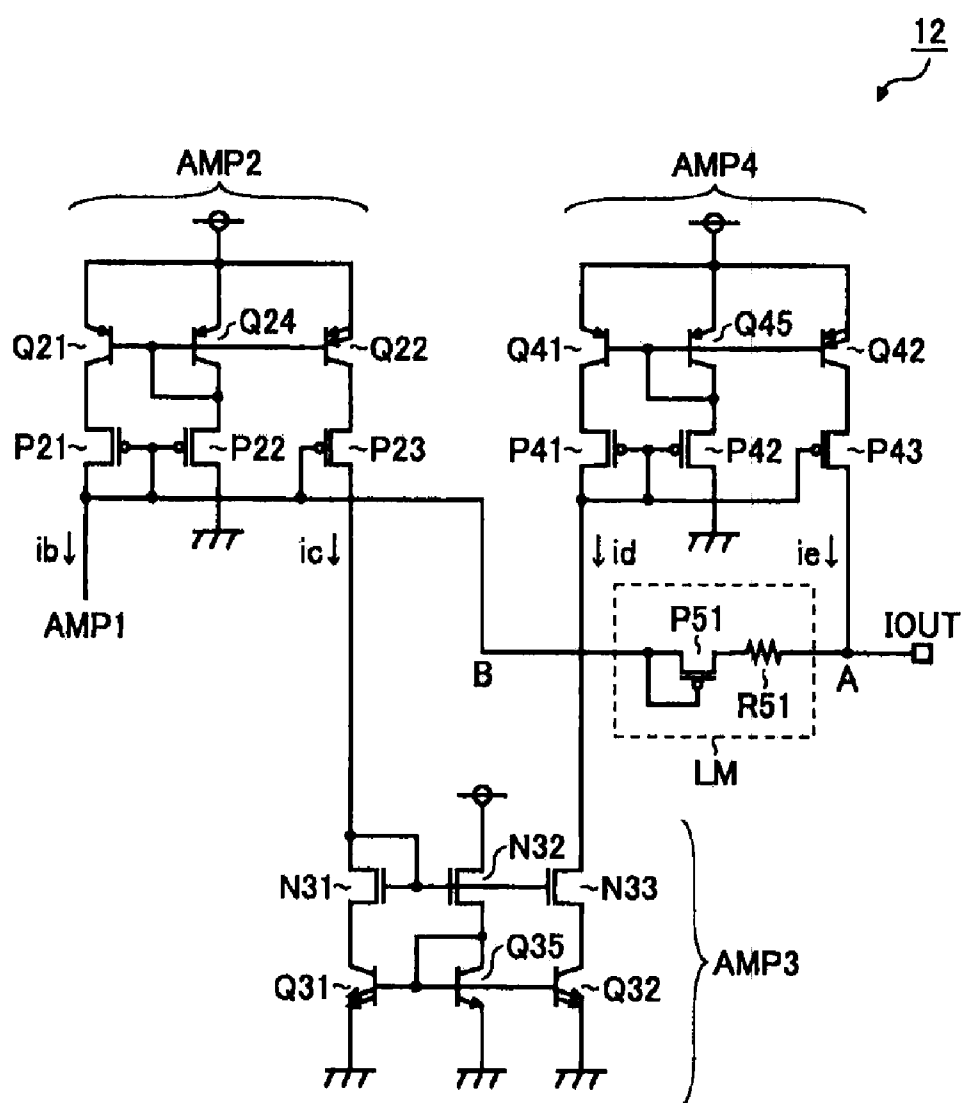 12
AMP2 AMP4
Q21 Q24 Q22 Q41 Q45 Q42
P21 P22 P23 P41 P42 P43
ib↓ ic↓ ↓id ie↓
AMP1 P51 IOUT
B R51 A
LM
N31 N32 N33
Q31 Q35 Q32 AMP3